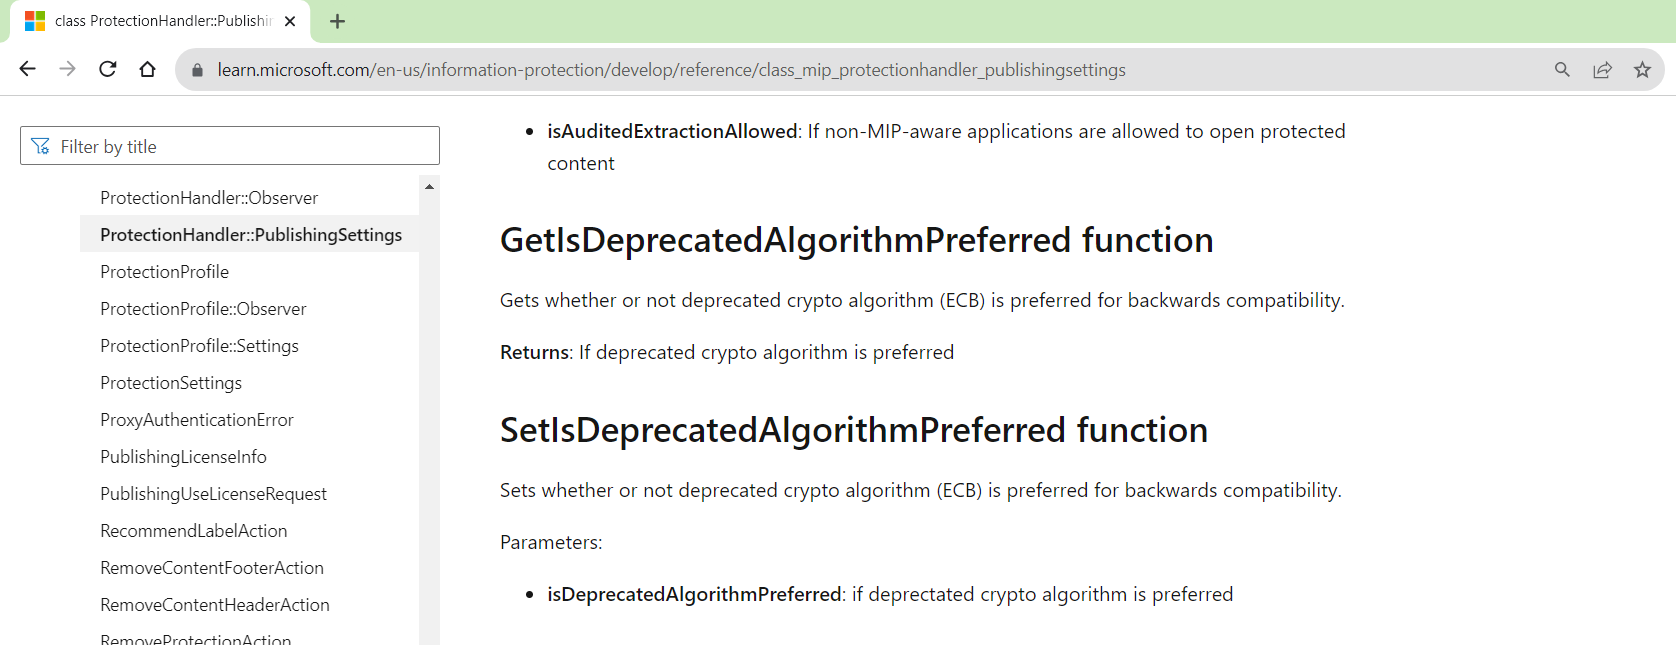 class ProtectionHandler::Publishin
learn.microsoft.com/en-us/information-protection/develop/reference/class_mip_protectionhandler_publishingsettings
Filter by title
ProtectionHandler::Observer
ProtectionHandler::PublishingSettings
ProtectionProfile
ProtectionProfile::Observer
ProtectionProfile::Settings
ProtectionSettings
ProxyAuthenticationError
PublishingLicenseInfo
PublishingUseLicenseRequest
RecommendLabelAction
RemoveContentFooterAction
RemoveContentHeaderAction
RemoveProtectionAction
• isAuditedExtractionAllowed: If non-MIP-aware applications are allowed to open protected
content
GetIsDeprecatedAlgorithmPreferred function
Gets whether or not deprecated crypto algorithm (ECB) is preferred for backwards compatibility.
Returns: If deprecated crypto algorithm is preferred
SetIsDeprecatedAlgorithmPreferred function
Sets whether or not deprecated crypto algorithm (ECB) is preferred for backwards compatibility.
Parameters:
• isDeprecatedAlgorithmPreferred: if deprectated crypto algorithm is preferred